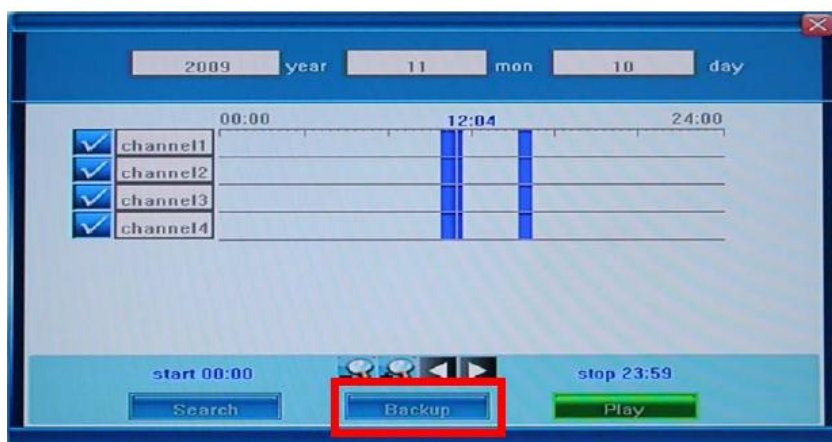 2009 year 11 mon 10 day
00:00 12:04 24:00
channel1
channel2
channel3
channel4
start 00:00 stop 23:59
Search Backup Play